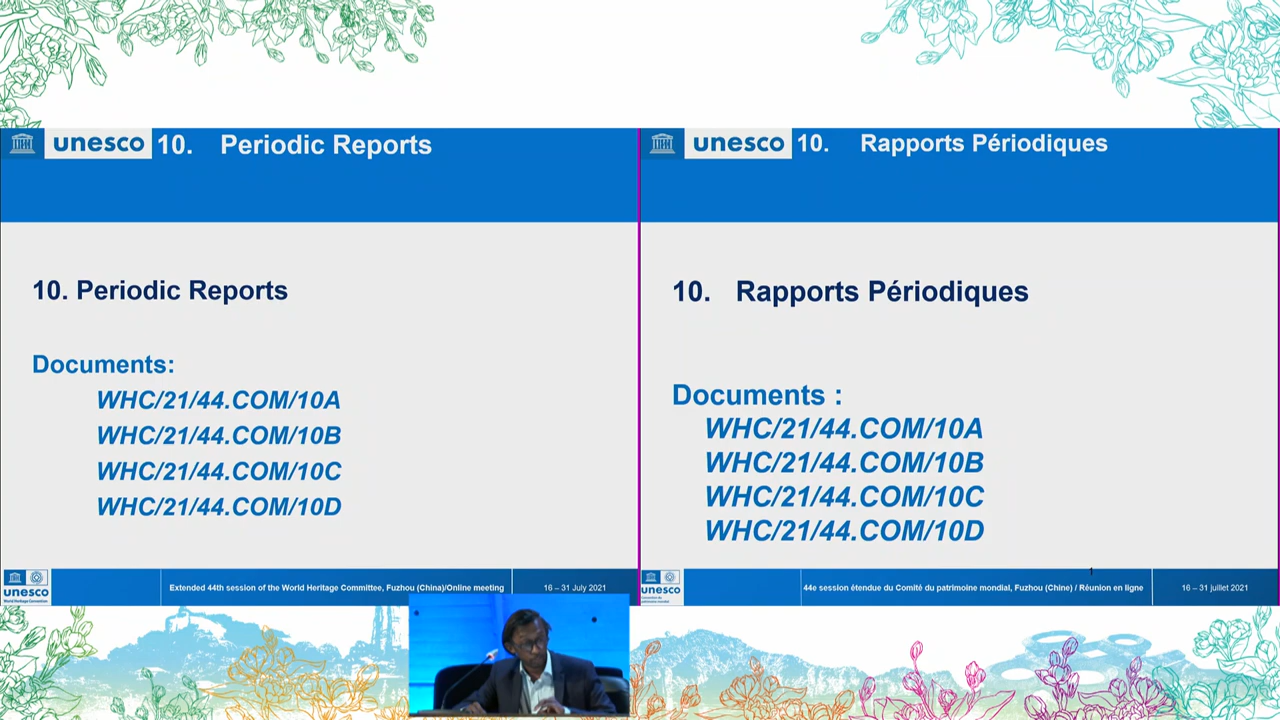 unesco
10. Periodic Reports
10. Periodic Reports
Documents:
WHC/21/44.COM/10A
WHC/21/44.COM/10B
WHC/21/44.COM/10C
WHC/21/44.COM/10D
unesco
World Heritage Convention
Extended 44th session of the World Heritage Committee, Fuzhou (China)/Online meeting
16 – 31 July 2021
unesco
10. Rapports Périodiques
10. Rapports Périodiques
Documents :
WHC/21/44.COM/10A
WHC/21/44.COM/10B
WHC/21/44.COM/10C
WHC/21/44.COM/10D
1
unesco
44e session étendue du Comité du patrimoine mondial, Fuzhou (Chine) / Réunion en ligne
16 – 31 juillet 2021